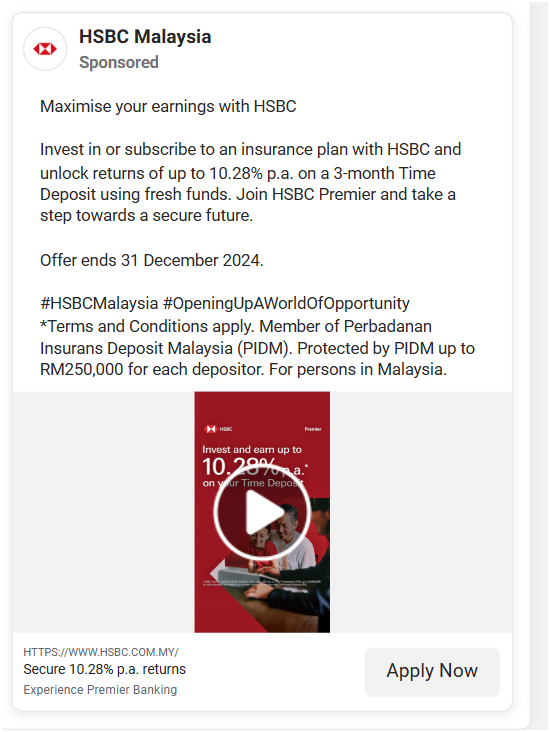 HSBC Malaysia
Sponsored
Maximise your earnings with HSBC
Invest in or subscribe to an insurance plan with HSBC and
unlock returns of up to 10.28% p.a. on a 3-month Time
Deposit using fresh funds. Join HSBC Premier and take a
step towards a secure future.
Offer ends 31 December 2024.
#HSBCMalaysia #OpeningUpAWorldOfOpportunity
*Terms and Conditions apply. Member of Perbadanan
Insurans Deposit Malaysia (PIDM). Protected by PIDM up to
RM250,000 for each depositor. For persons in Malaysia.
HSBC Premier
Invest and earn up to
10.28% p.a.*
on your Time Deposit
HTTPS://WWW.HSBC.COM.MY/
Secure 10.28% p.a. returns
Experience Premier Banking
Apply Now